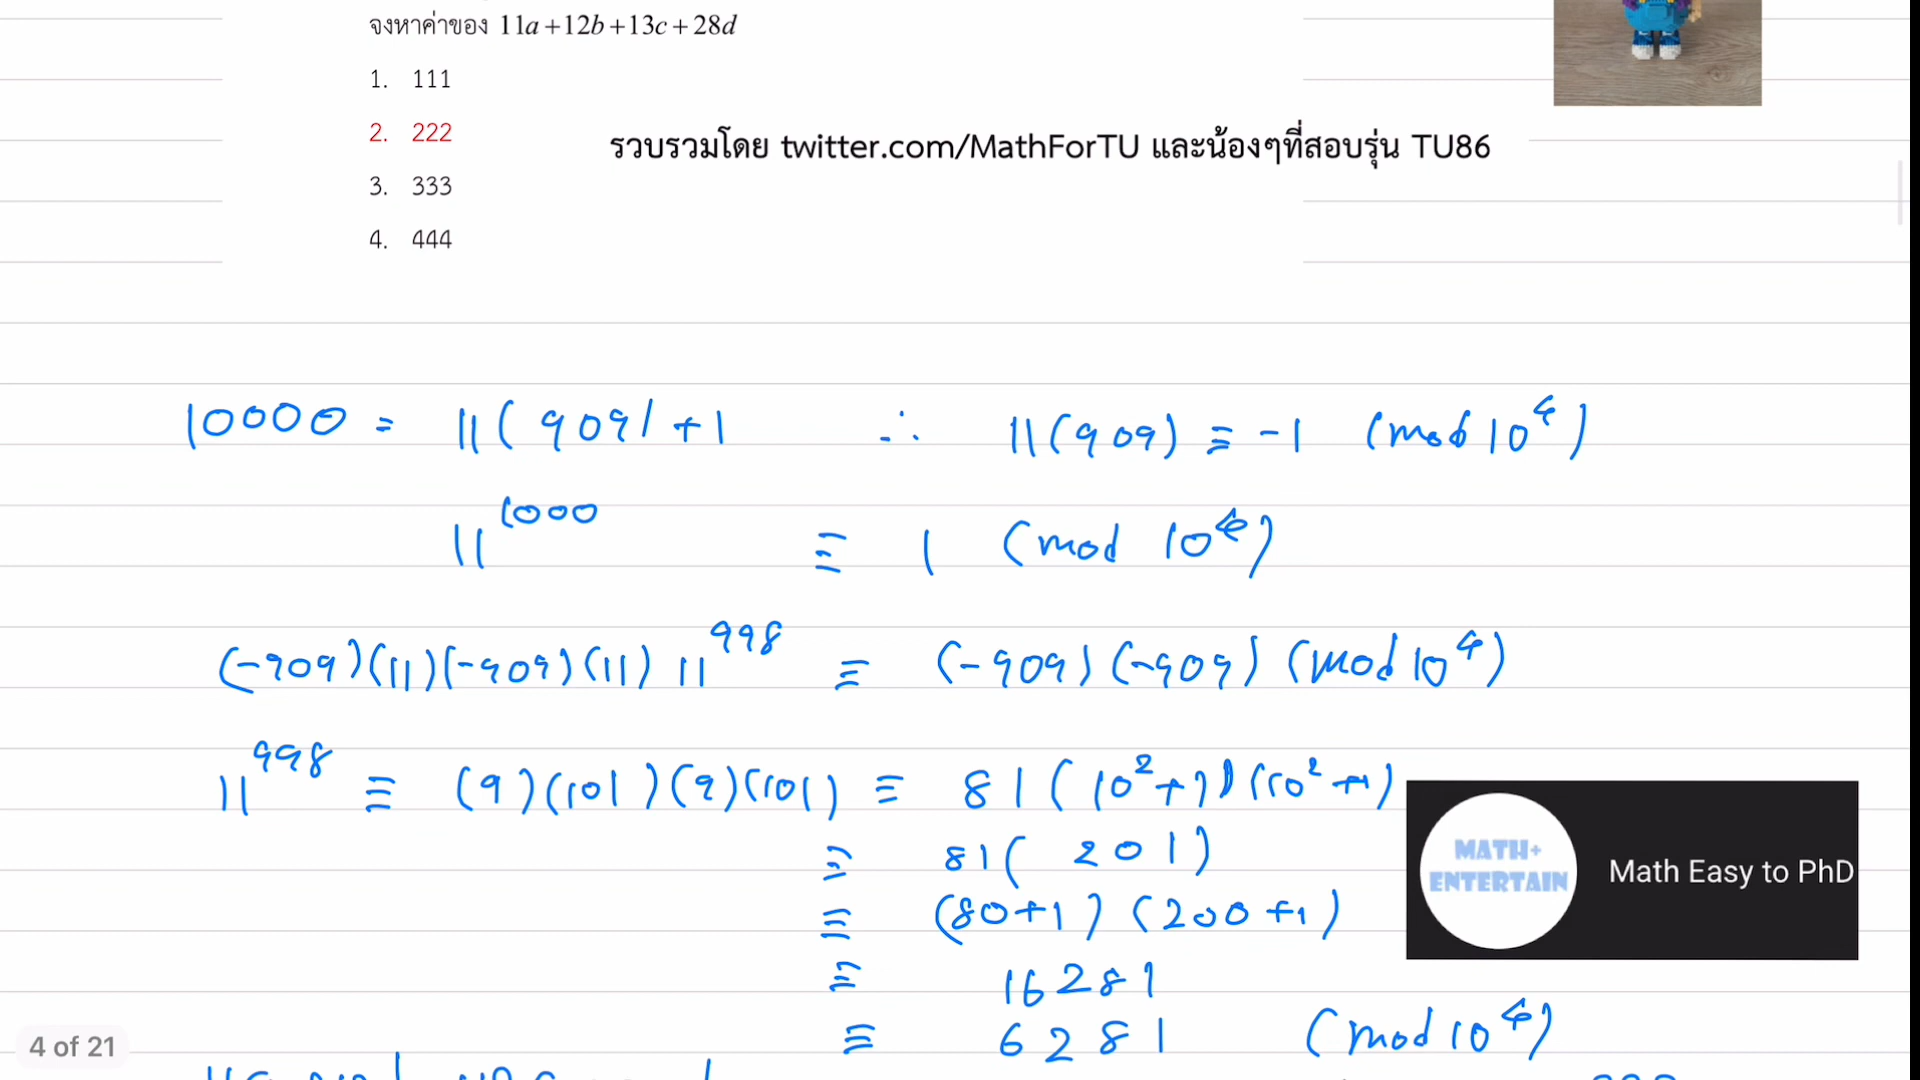 จงหาค่าของ 11a+12b+13c+28d
1. 111
2. 222
รวบรวมโดย twitter.com/MathForTU และน้องๆที่สอบรุ่น TU86
3. 333
4. 444
10000 = 11(909)+1 ∴ 11(909) ≡ -1 (mod 10⁴)
11¹⁰⁰⁰ ≡ 1 (mod 10⁴)
(-909)(11)(-909)(11) 11⁹⁹⁸ ≡ (-909)(-909) (mod 10⁴)
11⁹⁹⁸ ≡ (9)(101)(9)(101) ≡ 81(10²+1)(10²+1)
≡ 81(201)
≡ (80+1)(200+1)
≡ 16281
≡ 6281 (mod 10⁴)
MATH+
ENTERTAIN
Math Easy to PhD
4 of 21